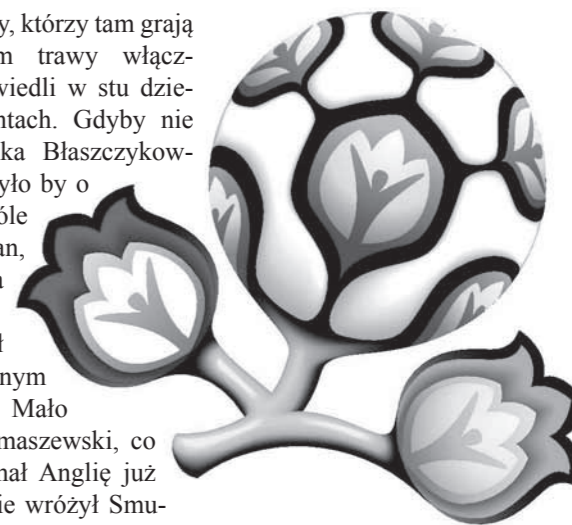 y, którzy tam grają
m trawy włącz-
wiedli w stu dzie-
ntach. Gdyby nie
ka Błaszczykow-
yło by o
óle
an,
a
ł
nym
Mało
maszewski, co
nał Anglię już
ie wróżył Smu-